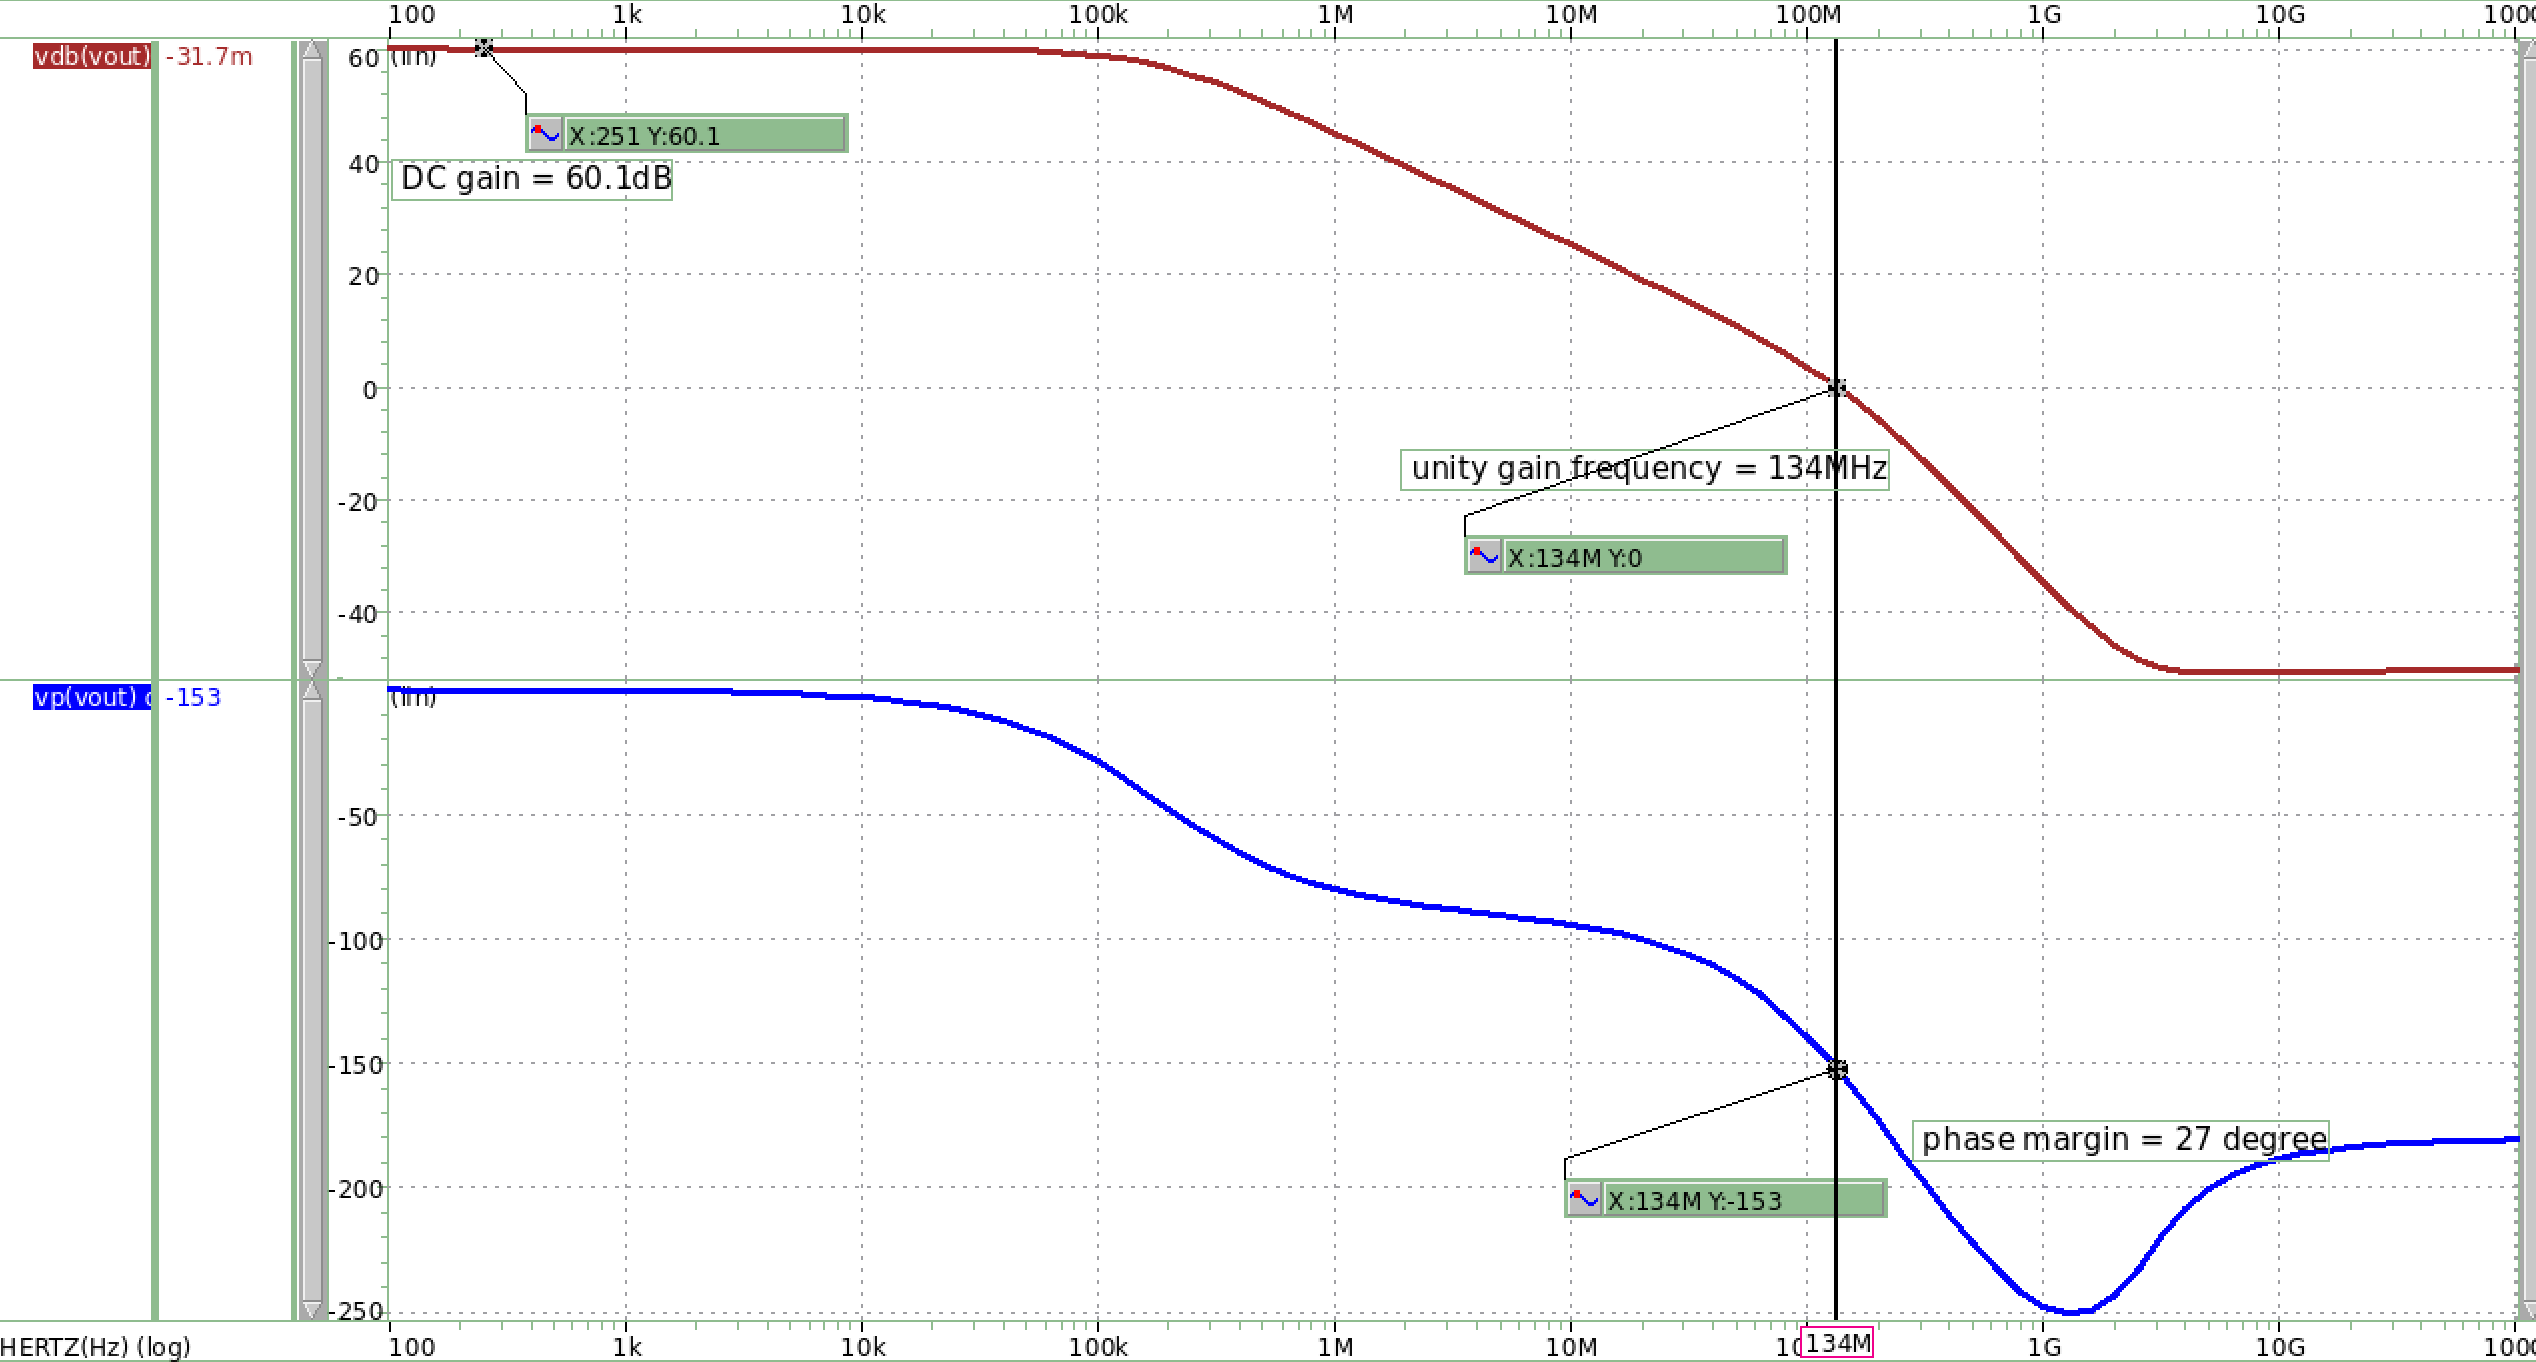 100 1k 10k 100k 1M 10M 100M 1G 10G
vdb(vout) -31.7m
60 (lin)
X:251 Y:60.1
40
DC gain = 60.1dB
20
0
unity gain frequency = 134MHz
-20
X:134M Y:0
-40
vp(vout) -153
(lin)
-50
-100
-150
phase margin = 27 degree
-200
X:134M Y:-153
-250
HERTZ(Hz) (log) 100 1k 10k 100k 1M 10M 134M 1G 10G